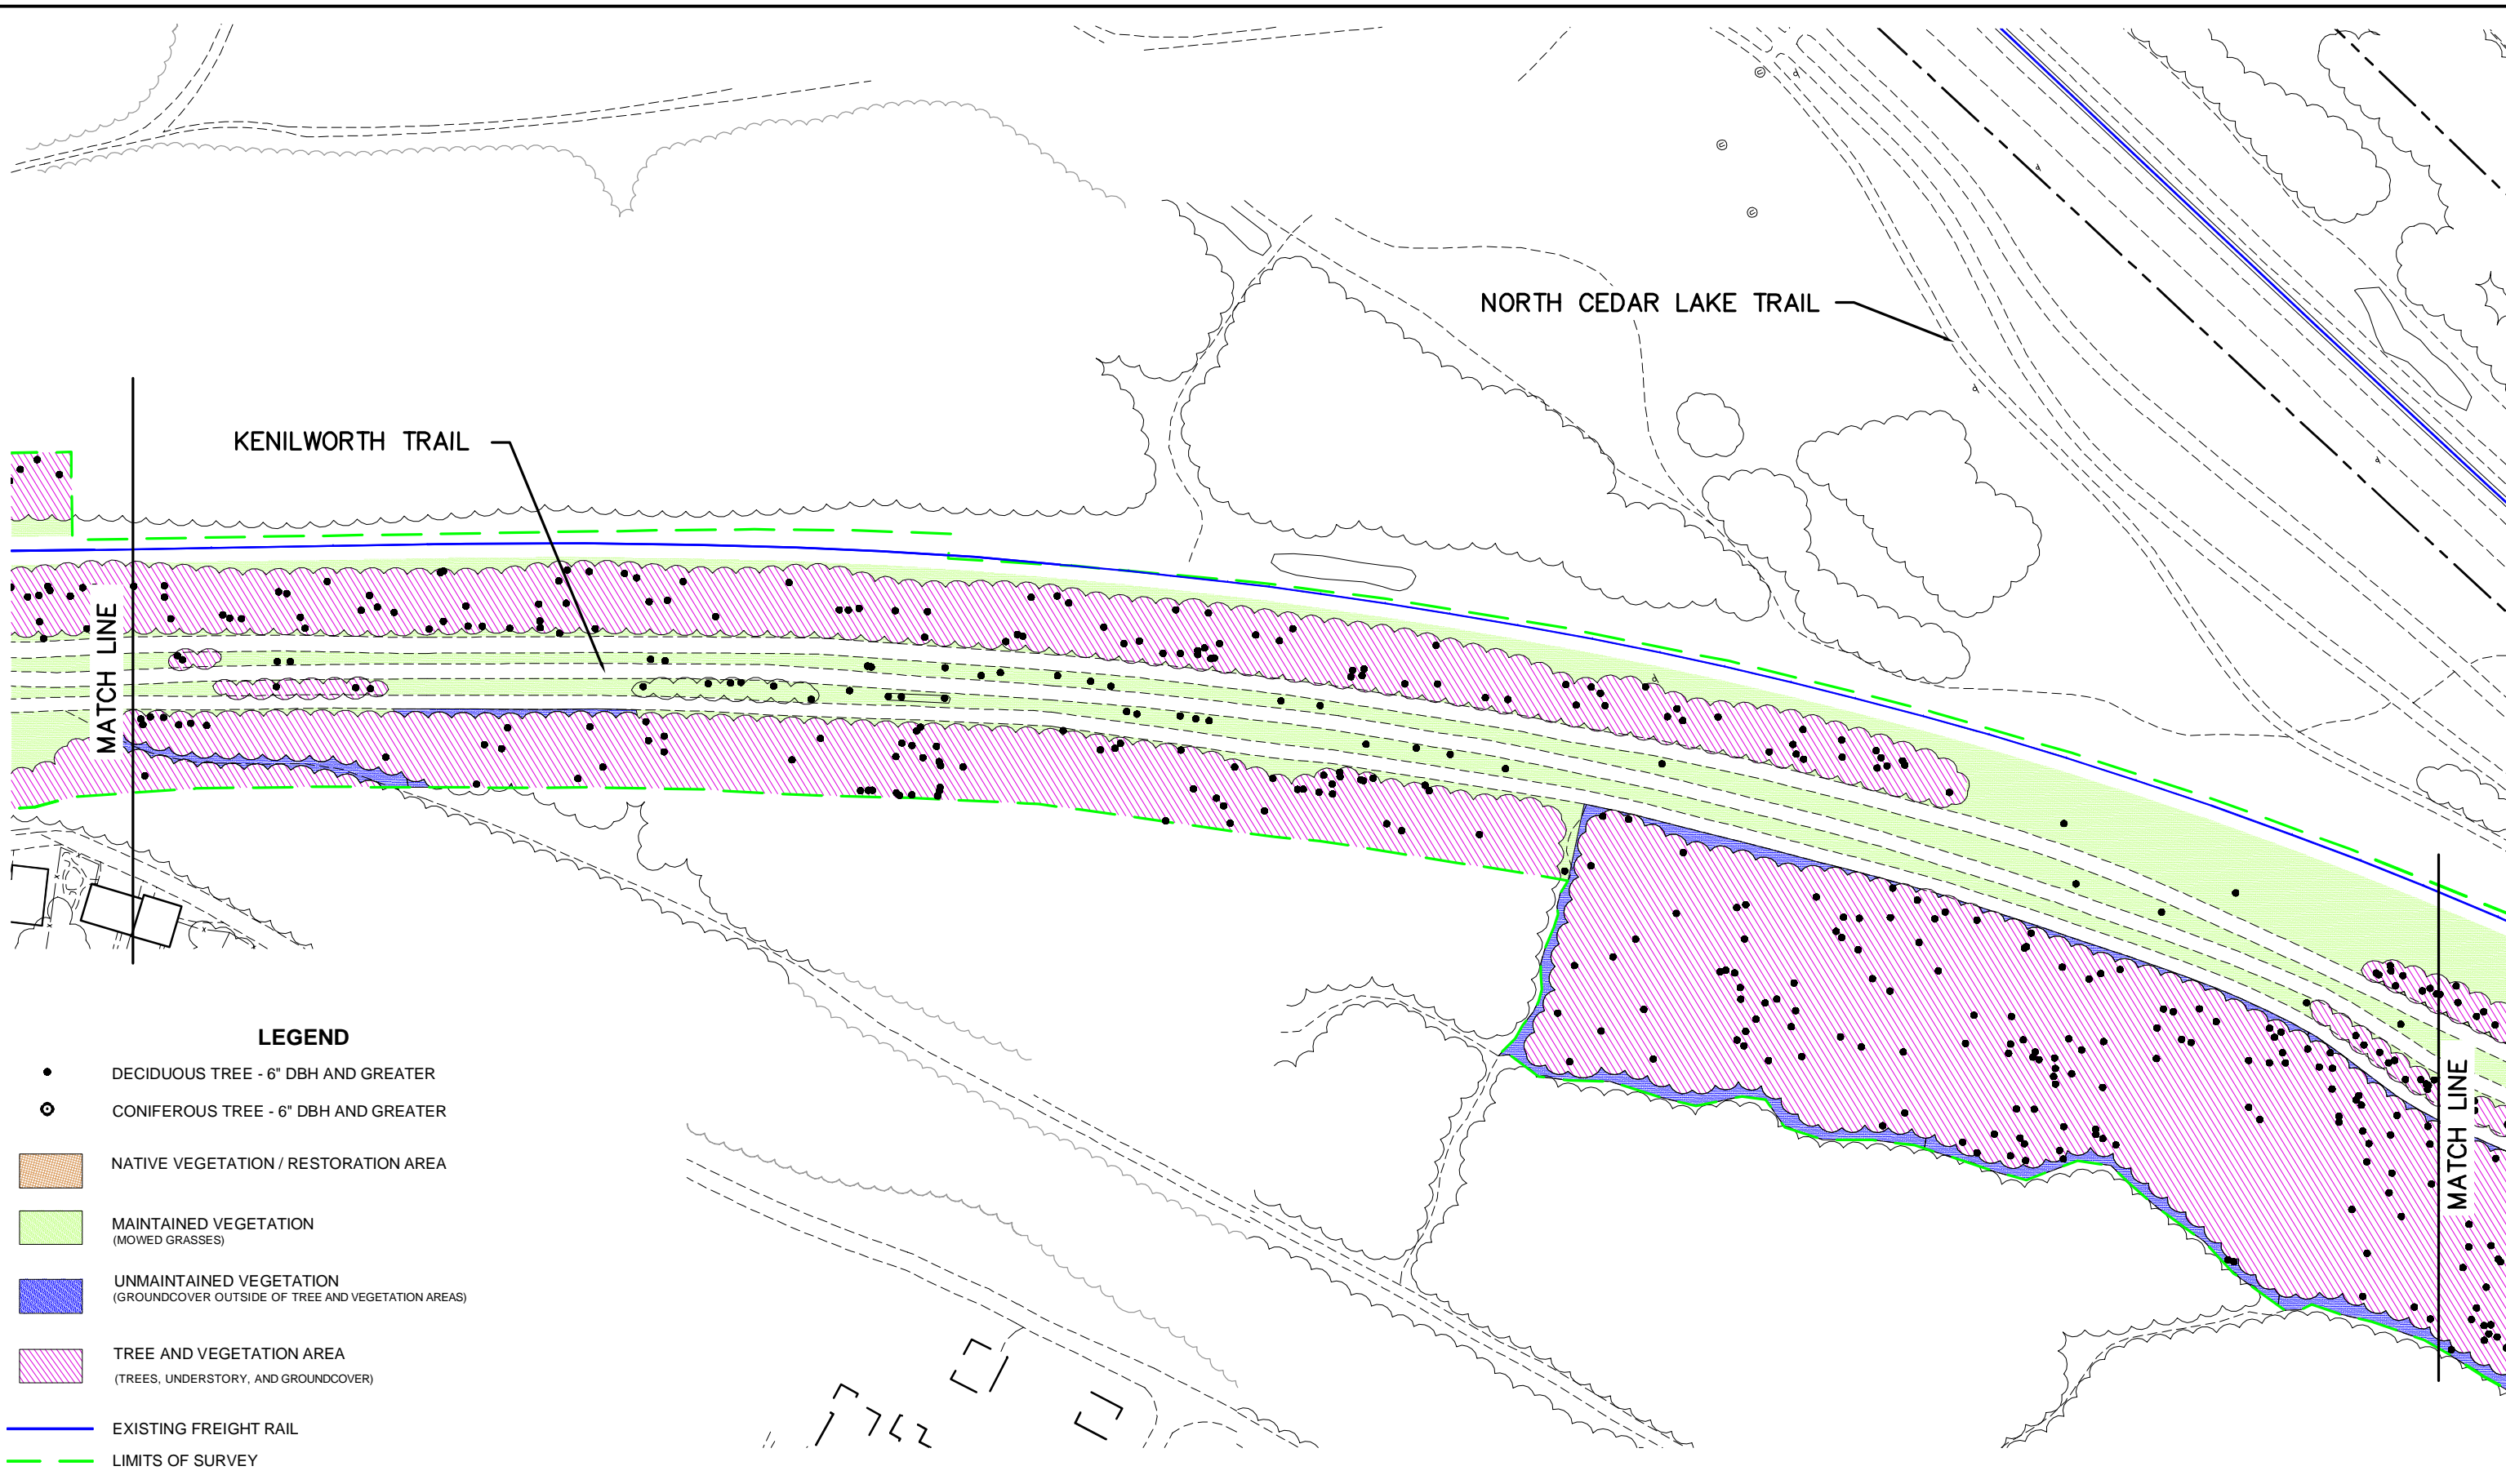 NORTH CEDAR LAKE TRAIL
KENILWORTH TRAIL
MATCH LINE
MATCH LINE
LEGEND
DECIDUOUS TREE - 6" DBH AND GREATER
CONIFEROUS TREE - 6" DBH AND GREATER
NATIVE VEGETATION / RESTORATION AREA
MAINTAINED VEGETATION
(MOWED GRASSES)
UNMAINTAINED VEGETATION
(GROUNDCOVER OUTSIDE OF TREE AND VEGETATION AREAS)
TREE AND VEGETATION AREA
(TREES, UNDERSTORY, AND GROUNDCOVER)
EXISTING FREIGHT RAIL
LIMITS OF SURVEY